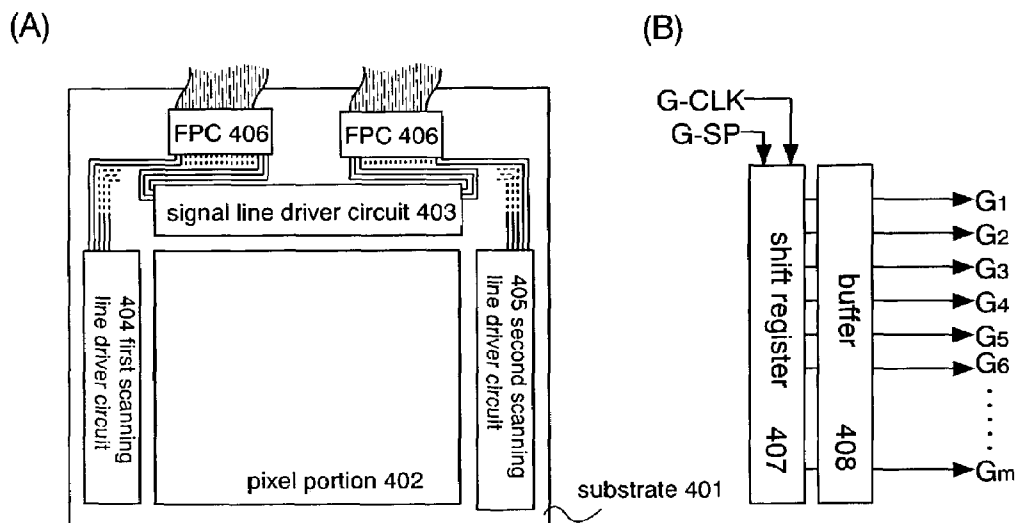 (A)
FPC 406
FPC 406
signal line driver circuit 403
404 first scanning
line driver circuit
405 second scanning
line driver circuit
pixel portion 402
substrate 401
(B)
G-CLK
G-SP
shift register 407
buffer 408
G1
G2
G3
G4
G5
G6
Gm